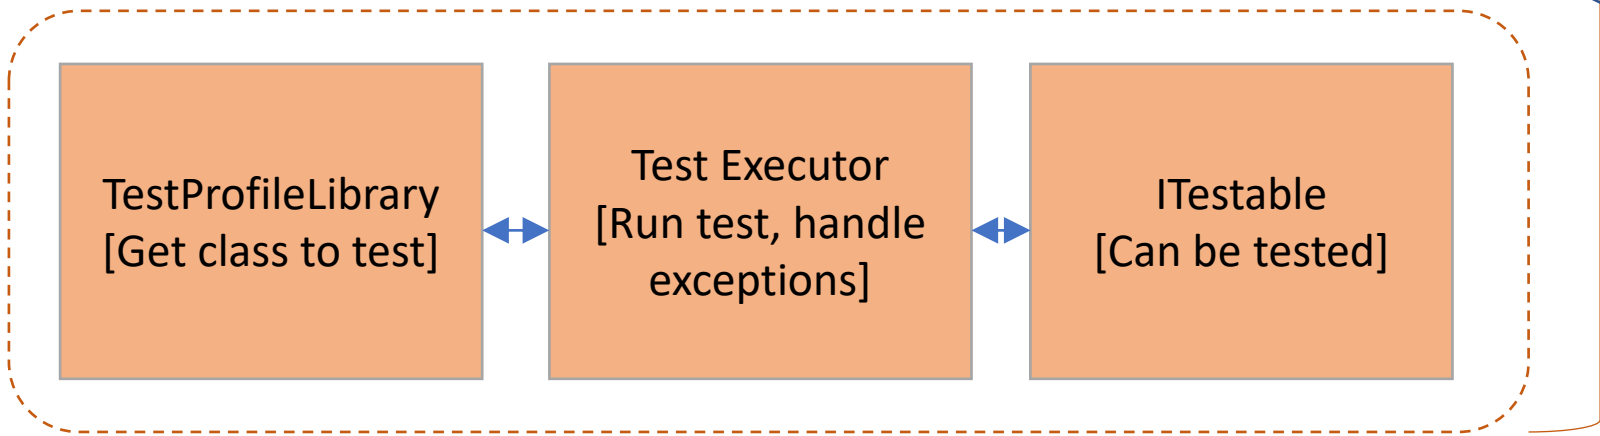 TestProfileLibrary
[Get class to test]
Test Executor
[Run test, handle
exceptions]
ITestable
[Can be tested]